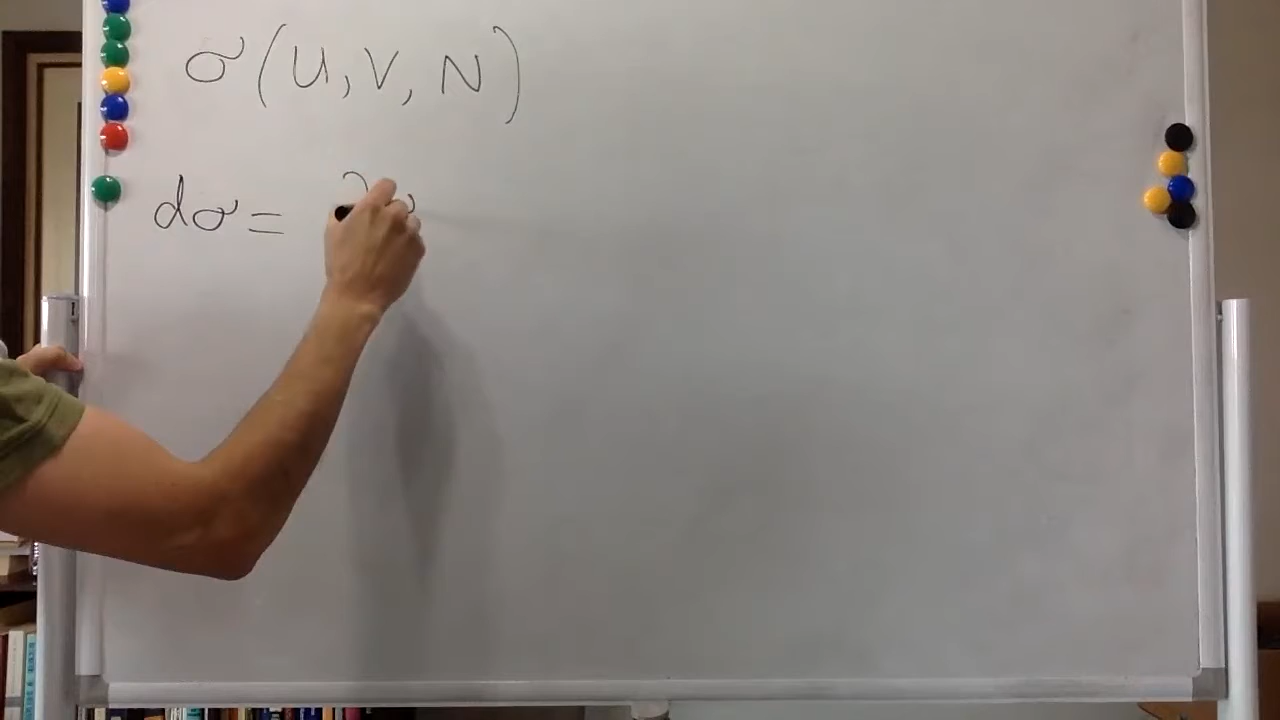 σ(U, V, N)
dσ = ∂